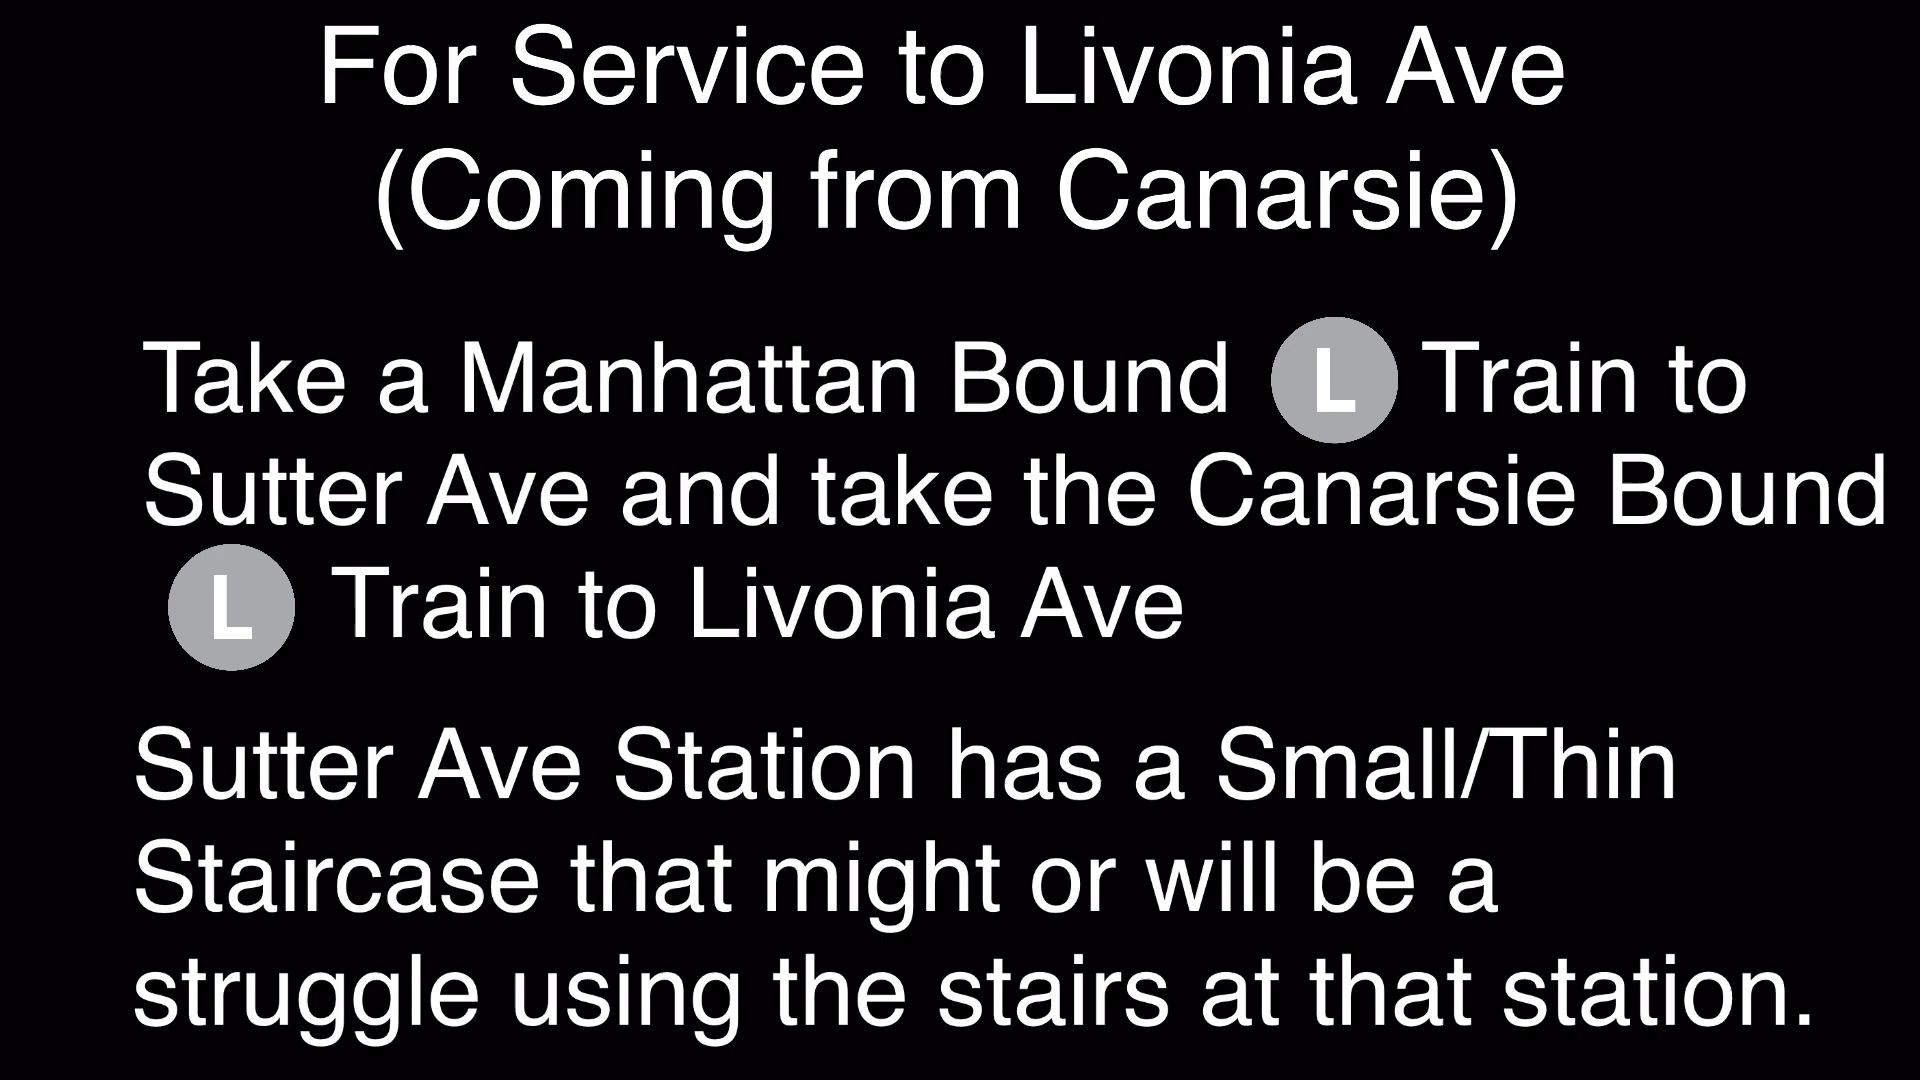 For Service to Livonia Ave
(Coming from Canarsie)
Take a Manhattan Bound L Train to
Sutter Ave and take the Canarsie Bound
L Train to Livonia Ave
Sutter Ave Station has a Small/Thin
Staircase that might or will be a
struggle using the stairs at that station.